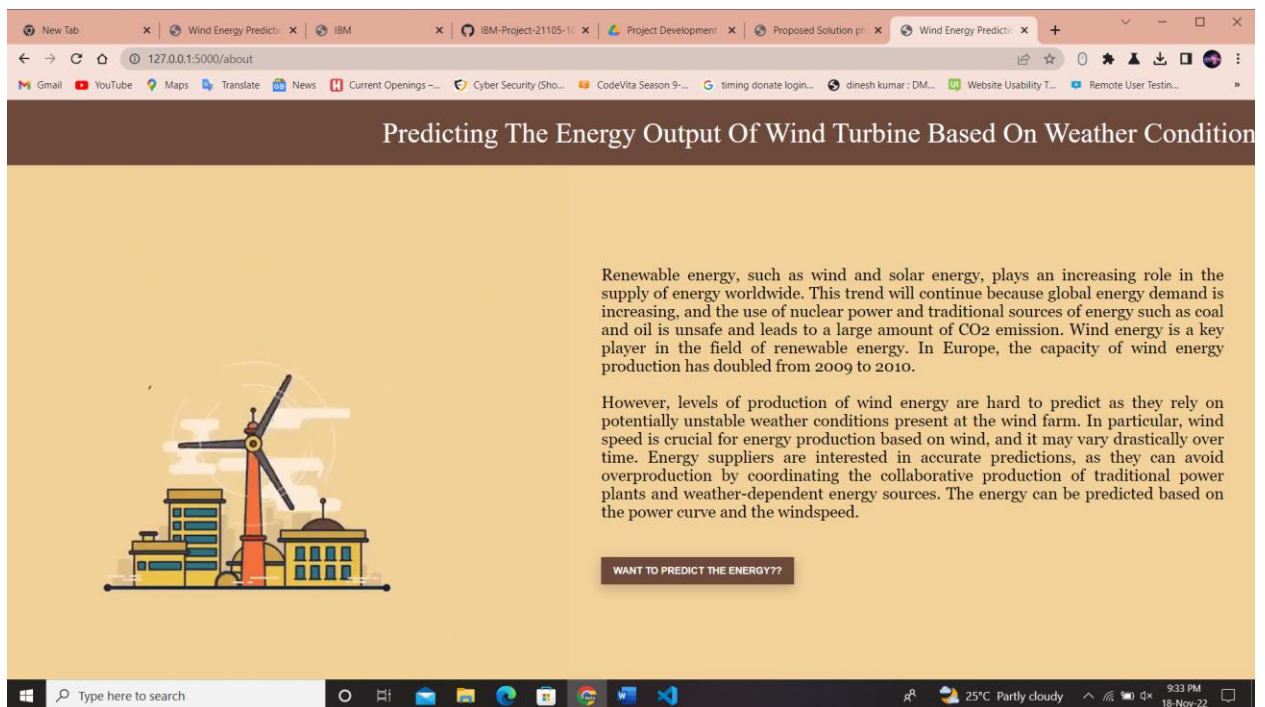 New Tab
Wind Energy Predictio
IBM
IBM-Project-21105-16
Project Development
Proposed Solution ph
Wind Energy Predictio
127.0.0.1:5000/about
Gmail
YouTube
Maps
Translate
News
Current Openings –...
Cyber Security (Sho...
CodeVita Season 9-...
timing donate login...
dinesh kumar : DM...
Website Usability T...
Remote User Testin...
»
Predicting The Energy Output Of Wind Turbine Based On Weather Condition
Renewable energy, such as wind and solar energy, plays an increasing role in the
supply of energy worldwide. This trend will continue because global energy demand is
increasing, and the use of nuclear power and traditional sources of energy such as coal
and oil is unsafe and leads to a large amount of CO2 emission. Wind energy is a key
player in the field of renewable energy. In Europe, the capacity of wind energy
production has doubled from 2009 to 2010.
However, levels of production of wind energy are hard to predict as they rely on
potentially unstable weather conditions present at the wind farm. In particular, wind
speed is crucial for energy production based on wind, and it may vary drastically over
time. Energy suppliers are interested in accurate predictions, as they can avoid
overproduction by coordinating the collaborative production of traditional power
plants and weather-dependent energy sources. The energy can be predicted based on
the power curve and the windspeed.
WANT TO PREDICT THE ENERGY??
Type here to search
25°C Partly cloudy
9:33 PM
18-Nov-22